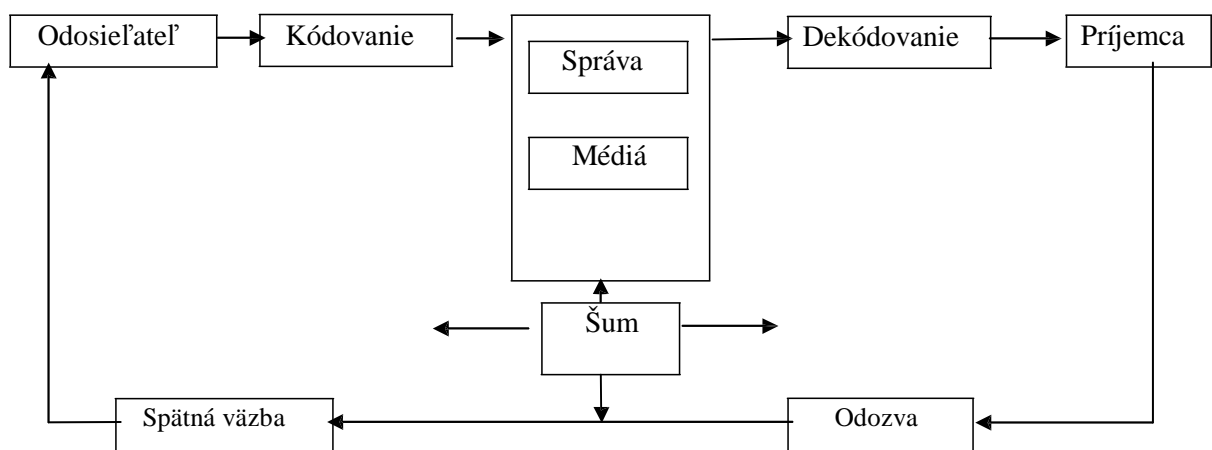 Odosieľateľ
Kódovanie
Správa
Médiá
Dekódovanie
Príjemca
Šum
Spätná väzba
Odozva